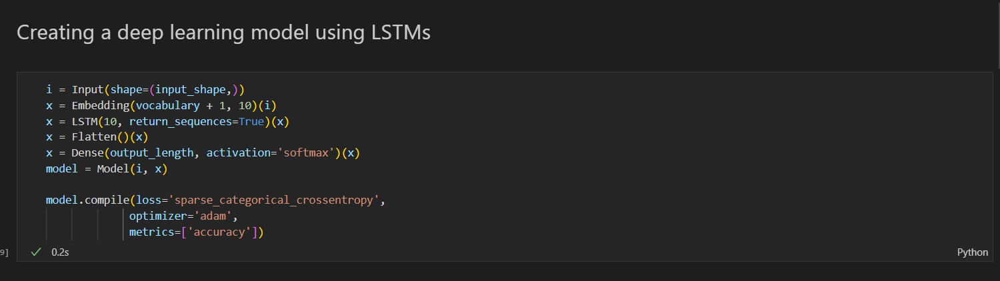 Creating a deep learning model using LSTMs
i = Input(shape=(input_shape,))
x = Embedding(vocabulary + 1, 10)(i)
x = LSTM(10, return_sequences=True)(x)
x = Flatten()(x)
x = Dense(output_length, activation='softmax')(x)
model = Model(i, x)
model.compile(loss='sparse_categorical_crossentropy',
optimizer='adam',
metrics=['accuracy'])
9] ✓ 0.2s Python